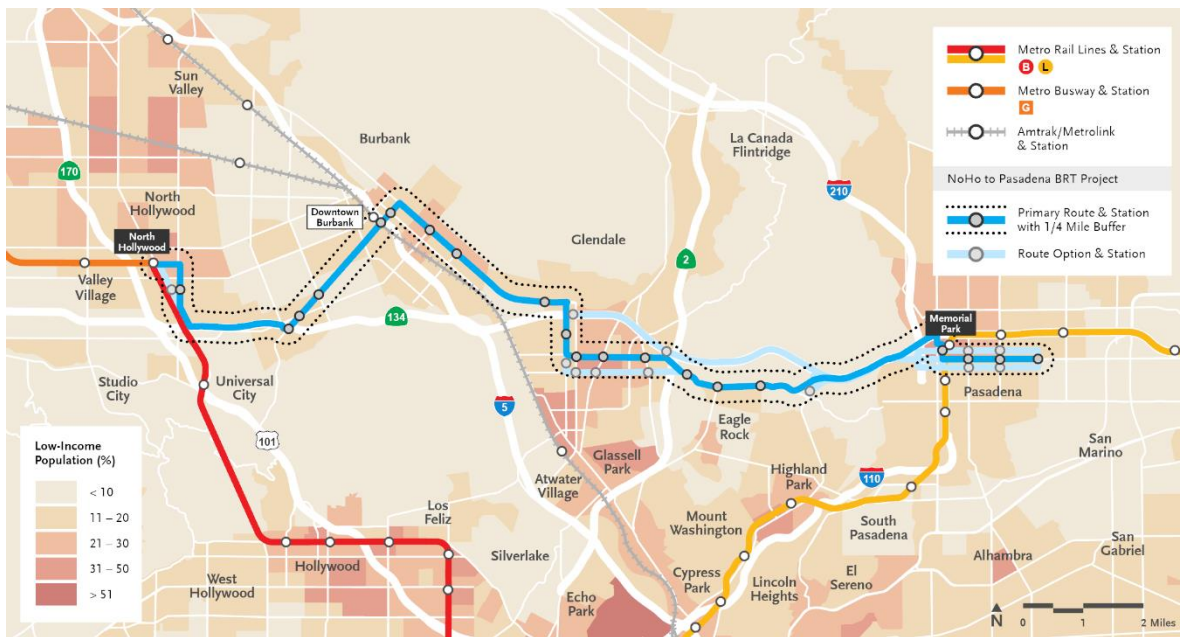 Sun
Valley
Burbank
La Canada
Flintridge
170
210
North
Hollywood
Downtown
Burbank
North
Hollywood
Glendale
2
Valley
Village
134
Memorial
Park
Studio
City
Universal
City
5
Pasadena
Eagle
Rock
101
San
Marino
Glassell
Park
Atwater
Village
Highland
Park
110
Los
Feliz
Mount
Washington
South
Pasadena
Silverlake
Alhambra
San
Gabriel
West
Hollywood
Hollywood
Cypress
Park
Lincoln
Heights
El
Sereno
Echo
Park
Metro Rail Lines & Station
B L
Metro Busway & Station
G
Amtrak/Metrolink
& Station
NoHo to Pasadena BRT Project
Primary Route & Station
with 1/4 Mile Buffer
Route Option & Station
Low-Income
Population (%)
< 10
11 – 20
21 – 30
31 – 50
> 51
N
0 1 2 Miles